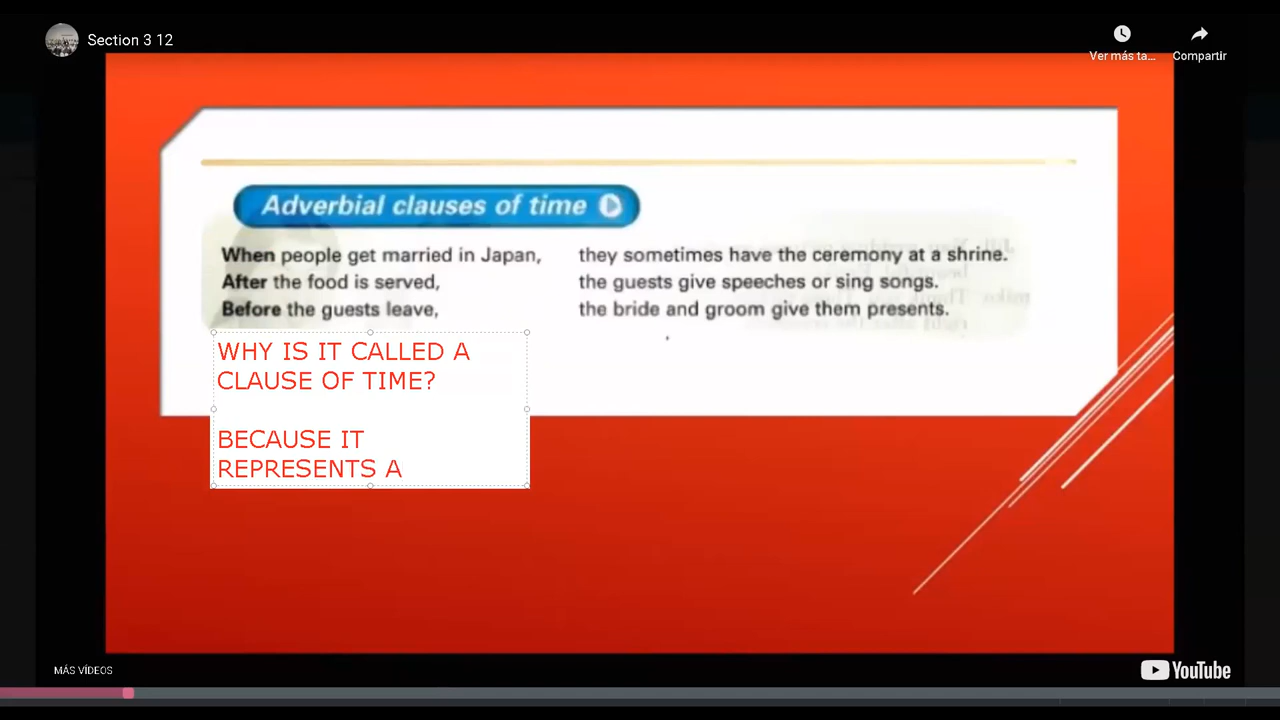 Section 3 12
Ver más ta...
Compartir
Adverbial clauses of time
When people get married in Japan, they sometimes have the ceremony at a shrine.
After the food is served, the guests give speeches or sing songs.
Before the guests leave, the bride and groom give them presents.
WHY IS IT CALLED A
CLAUSE OF TIME?
BECAUSE IT
REPRESENTS A
MÁS VÍDEOS
YouTube